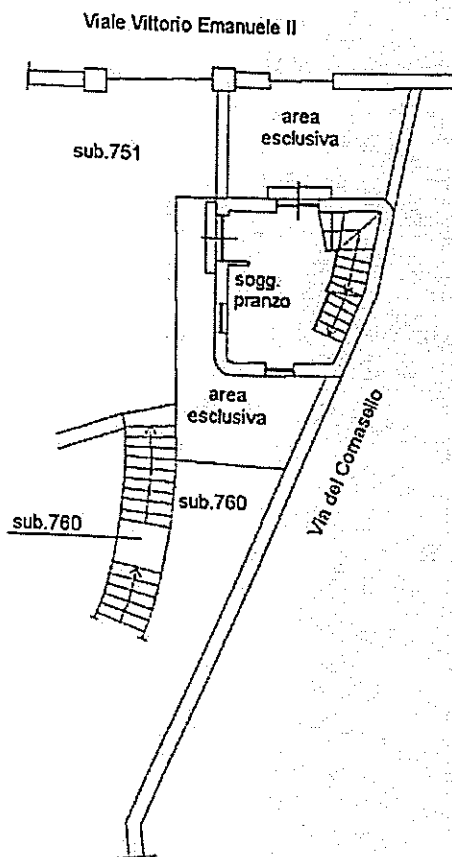 Viale Vittorio Emanuele II
area
esclusiva
sub.751
sogg.
pranzo
area
esclusiva
Via del Comasello
sub.760
sub.760